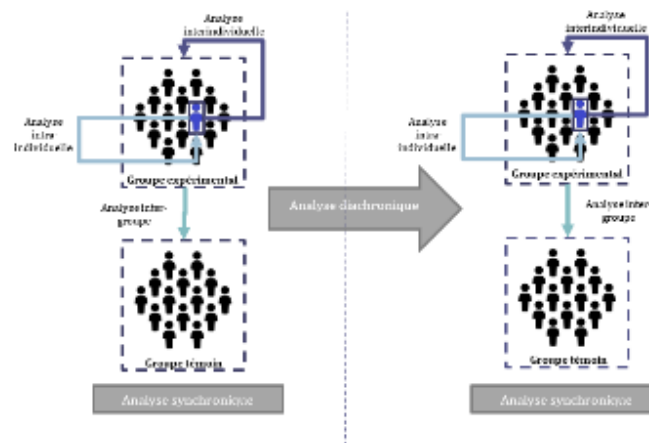 Analyse
interindividuelle
Analyse
intra-
individuelle
Groupe expérimental
Analyse inter-
groupe
Groupe témoin
Analyse synchronique
Analyse diachronique
Analyse
interindividuelle
Analyse
intra-
individuelle
Groupe expérimental
Analyse inter-
groupe
Groupe témoin
Analyse synchronique